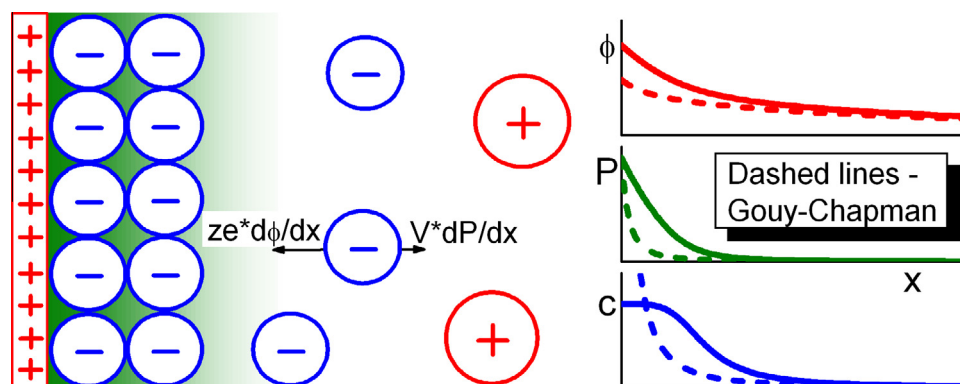 ze*dϕ/dx
V*dP/dx
ϕ
P
Dashed lines -
Gouy-Chapman
x
c